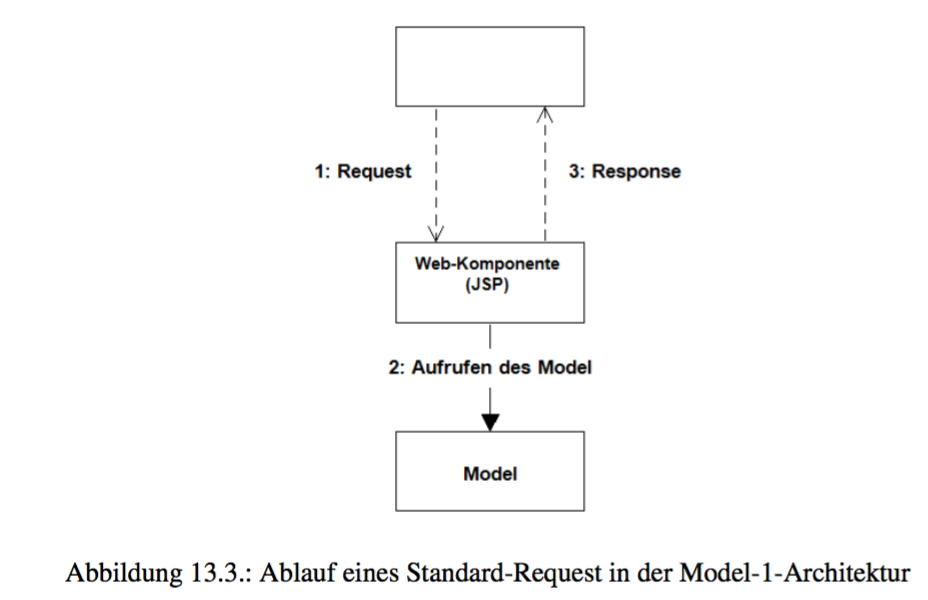 1: Request
3: Response
Web-Komponente
(JSP)
2: Aufrufen des Model
Model
Abbildung 13.3.: Ablauf eines Standard-Request in der Model-1-Architektur